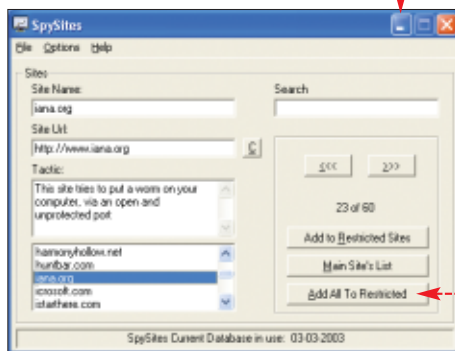 SpySites
File Options Help
Sites
Site Name:
iana.org
Search
Site Url:
http://www.iana.org
C
Tactic:
This site tries to put a worm on your
computer, via an open and
unprotected port
<<<
>>>
23 of 60
Add to Restricted Sites
Main Site's List
Add All To Restricted
harmonyhollow.net
huntbar.com
iana.org
icrosoft.com
istarthere.com
SpySites Current Database in use: 03-03-2003